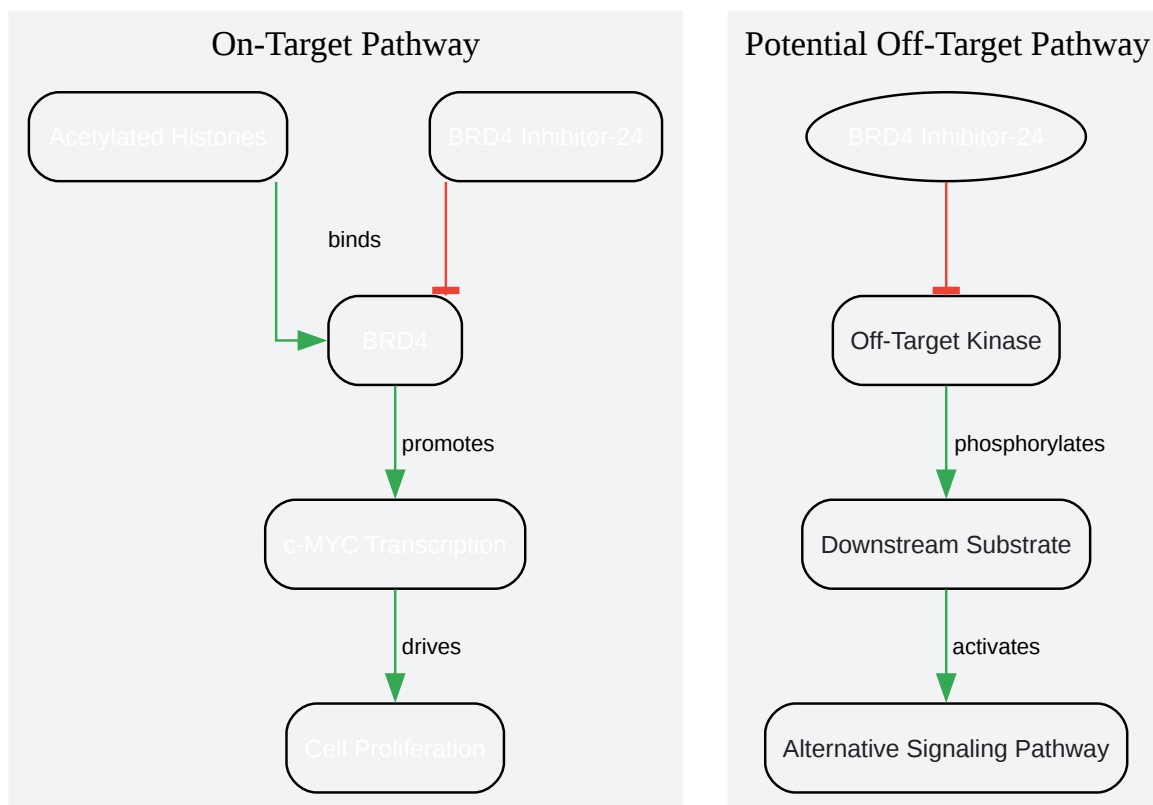 On-Target Pathway
Acetylated Histones
BRD4 Inhibitor-24
binds
BRD4
promotes
c-MYC Transcription
drives
Cell Proliferation
Potential Off-Target Pathway
BRD4 Inhibitor-24
Off-Target Kinase
phosphorylates
Downstream Substrate
activates
Alternative Signaling Pathway